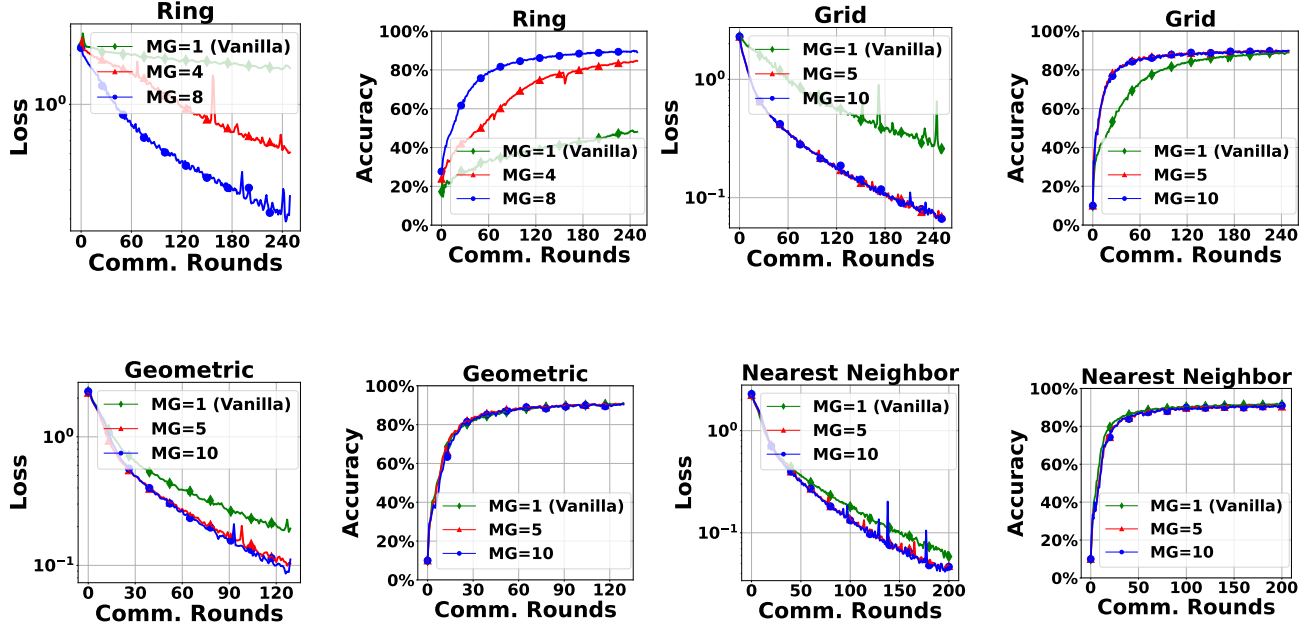 Ring
Loss
10⁰
MG=1 (Vanilla)
MG=4
MG=8
0 60 120 180 240
Comm. Rounds
Ring
Accuracy
100%
80%
60%
40%
20%
0%
MG=1 (Vanilla)
MG=4
MG=8
0 60 120 180 240
Comm. Rounds
Grid
Loss
10⁰
10⁻¹
MG=1 (Vanilla)
MG=5
MG=10
0 60 120 180 240
Comm. Rounds
Grid
Accuracy
100%
80%
60%
40%
20%
0%
MG=1 (Vanilla)
MG=5
MG=10
0 60 120 180 240
Comm. Rounds
Geometric
Loss
10⁰
10⁻¹
MG=1 (Vanilla)
MG=5
MG=10
0 30 60 90 120
Comm. Rounds
Geometric
Accuracy
100%
80%
60%
40%
20%
0%
MG=1 (Vanilla)
MG=5
MG=10
0 30 60 90 120
Comm. Rounds
Nearest Neighbor
Loss
10⁰
10⁻¹
MG=1 (Vanilla)
MG=5
MG=10
0 50 100 150 200
Comm. Rounds
Nearest Neighbor
Accuracy
100%
80%
60%
40%
20%
0%
MG=1 (Vanilla)
MG=5
MG=10
0 50 100 150 200
Comm. Rounds